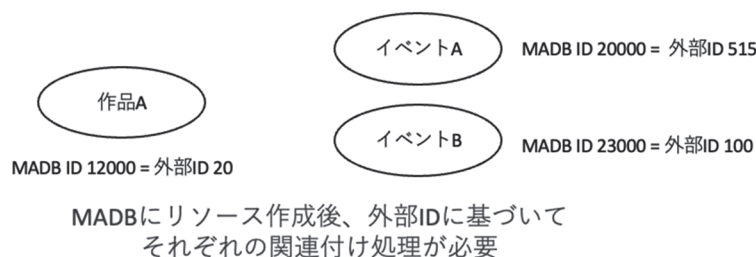 イベントA
MADB ID 20000 = 外部ID 515
作品A
MADB ID 12000 = 外部ID 20
イベントB
MADB ID 23000 = 外部ID 100
MADBにリソース作成後、外部IDに基づいて
それぞれの関連付け処理が必要